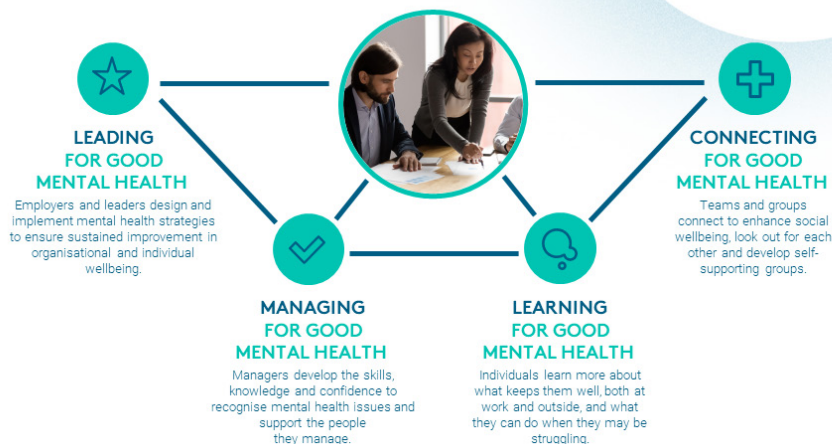 LEADING
FOR GOOD
MENTAL HEALTH
Employers and leaders design and
implement mental health strategies
to ensure sustained improvement in
organisational and individual
wellbeing.
MANAGING
FOR GOOD
MENTAL HEALTH
Managers develop the skills,
knowledge and confidence to
recognise mental health issues and
support the people
they manage.
LEARNING
FOR GOOD
MENTAL HEALTH
Individuals learn more about
what keeps them well, both at
work and outside, and what
they can do when they may be
struggling.
CONNECTING
FOR GOOD
MENTAL HEALTH
Teams and groups
connect to enhance social
wellbeing, look out for each
other and develop self-
supporting groups.